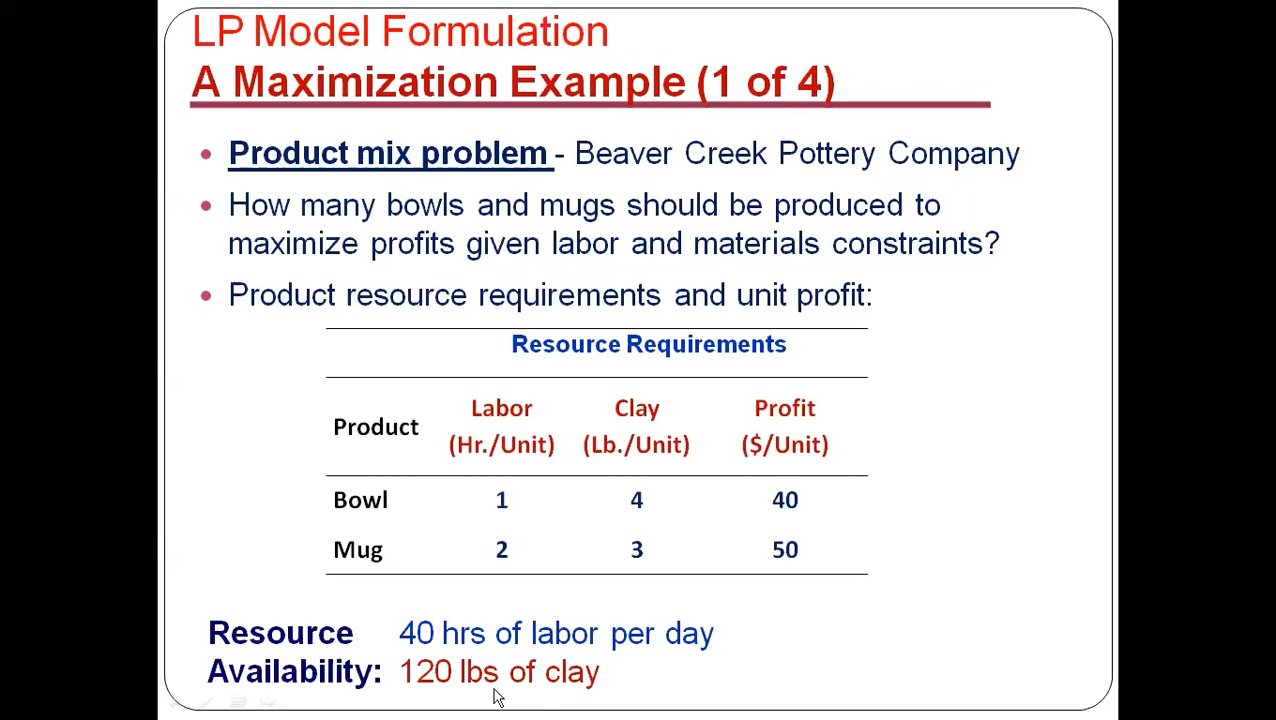 LP Model Formulation
A Maximization Example (1 of 4)
• Product mix problem - Beaver Creek Pottery Company
• How many bowls and mugs should be produced to
maximize profits given labor and materials constraints?
• Product resource requirements and unit profit:
Resource Requirements
Product Labor (Hr./Unit) Clay (Lb./Unit) Profit ($/Unit)
Bowl 1 4 40
Mug 2 3 50
Resource 40 hrs of labor per day
Availability: 120 lbs of clay